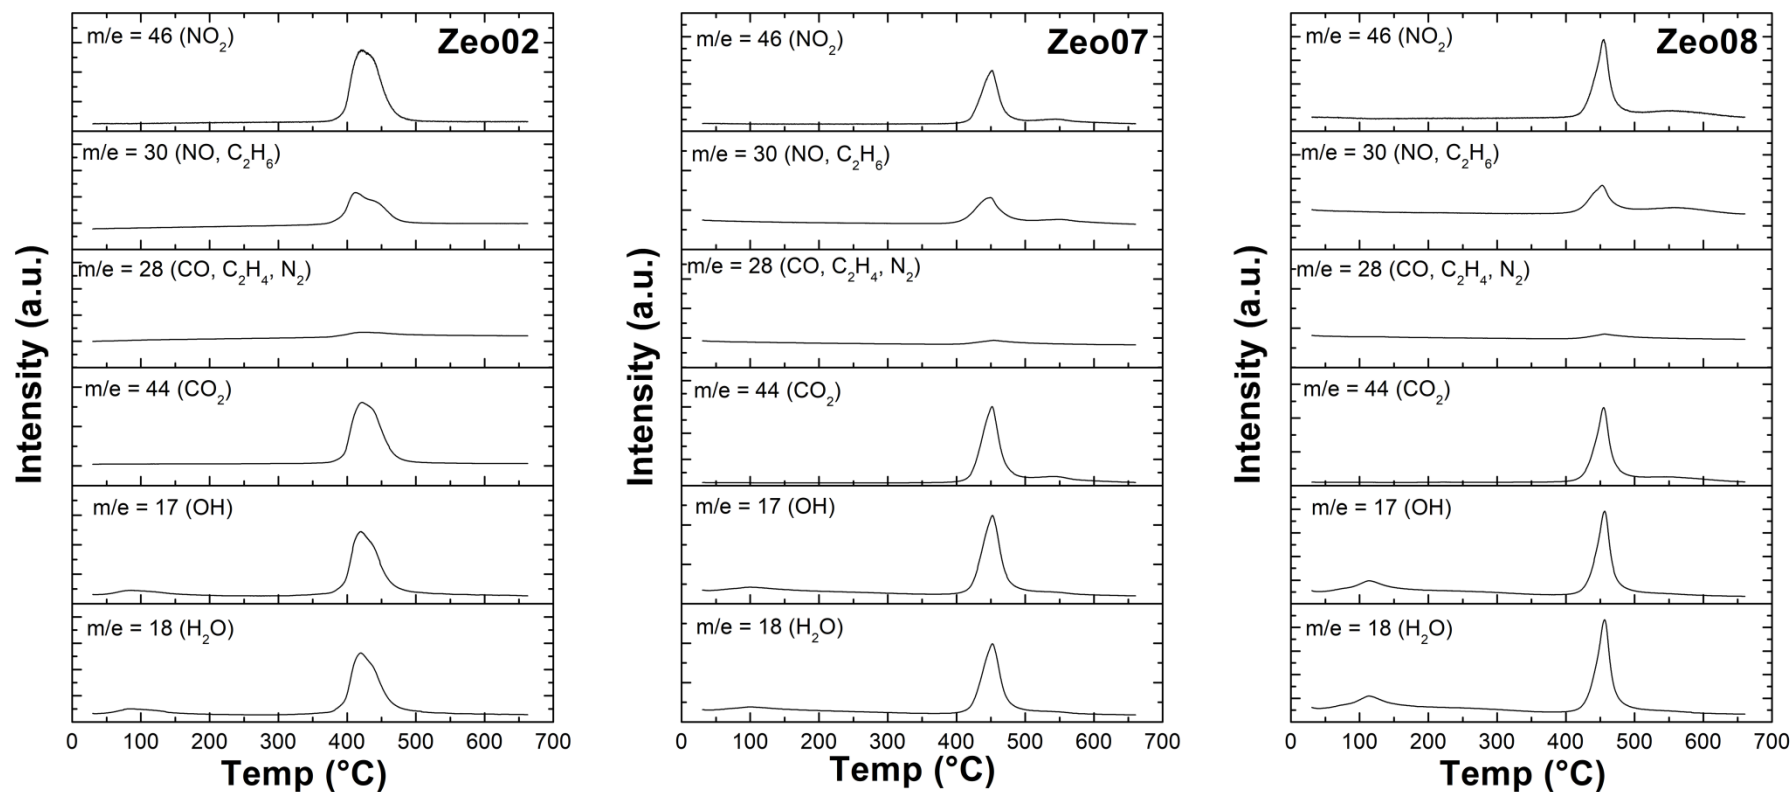 Zeo02
m/e = 46 (NO₂)
m/e = 30 (NO, C₂H₆)
m/e = 28 (CO, C₂H₄, N₂)
m/e = 44 (CO₂)
m/e = 17 (OH)
m/e = 18 (H₂O)
Intensity (a.u.)
0 100 200 300 400 500 600 700
Temp (°C)
Zeo07
m/e = 46 (NO₂)
m/e = 30 (NO, C₂H₆)
m/e = 28 (CO, C₂H₄, N₂)
m/e = 44 (CO₂)
m/e = 17 (OH)
m/e = 18 (H₂O)
Intensity (a.u.)
0 100 200 300 400 500 600 700
Temp (°C)
Zeo08
m/e = 46 (NO₂)
m/e = 30 (NO, C₂H₆)
m/e = 28 (CO, C₂H₄, N₂)
m/e = 44 (CO₂)
m/e = 17 (OH)
m/e = 18 (H₂O)
Intensity (a.u.)
0 100 200 300 400 500 600 700
Temp (°C)